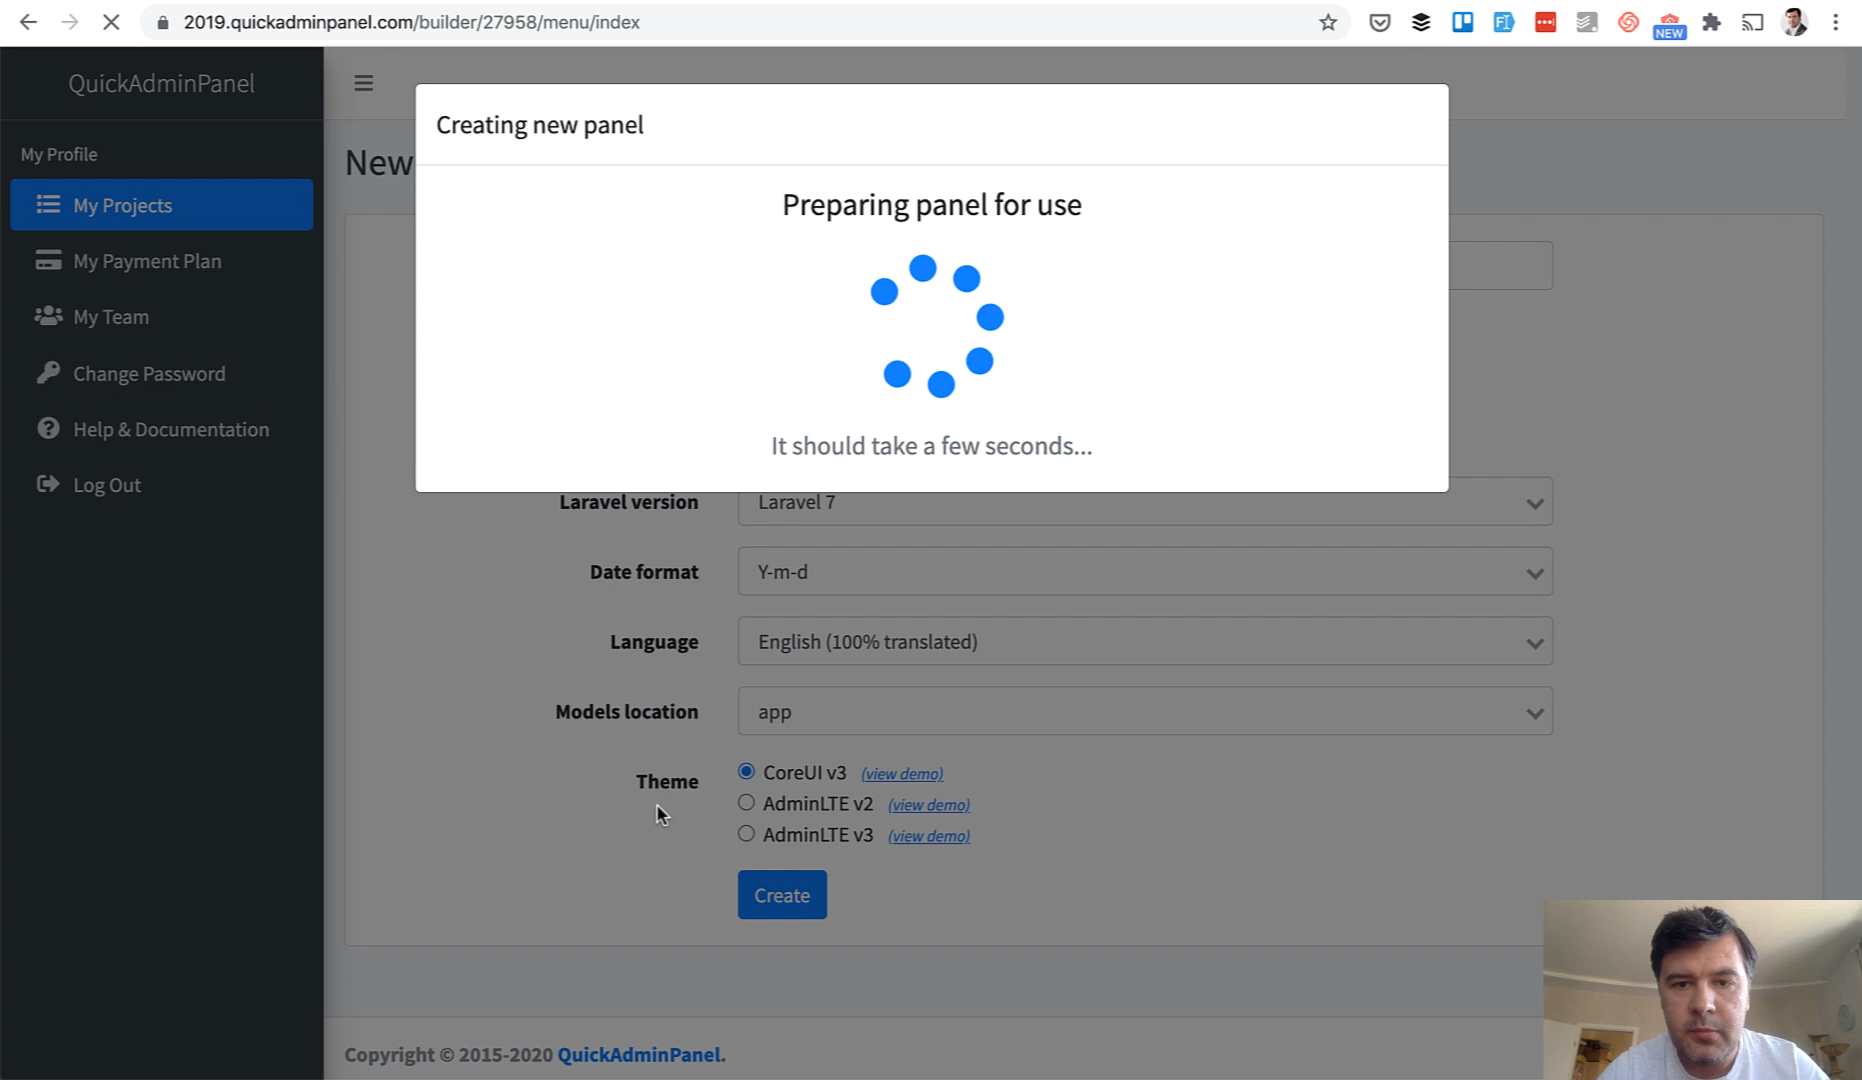 2019.quickadminpanel.com/builder/27958/menu/index
NEW
QuickAdminPanel
Creating new panel
My Profile
New
My Projects
Preparing panel for use
My Payment Plan
My Team
Change Password
Help & Documentation
It should take a few seconds...
Log Out
Laravel version
Laravel 7
Date format
Y-m-d
Language
English (100% translated)
Models location
app
Theme
CoreUI v3 (view demo)
AdminLTE v2 (view demo)
AdminLTE v3 (view demo)
Create
Copyright © 2015-2020 QuickAdminPanel.